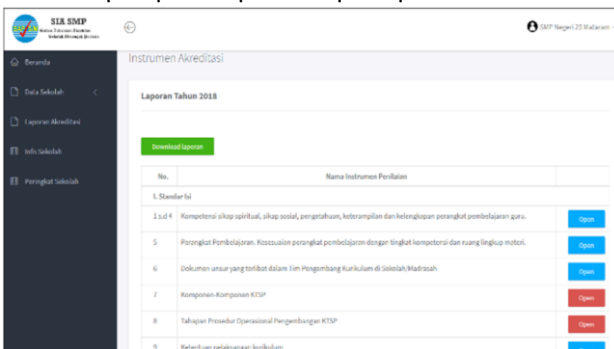 SIA SMP
SMP Negeri 23 Mataram
Beranda
Data Sekolah
Laporan Akreditasi
Info Sekolah
Peringkat Sekolah
Instrumen Akreditasi
Laporan Tahun 2018
Download laporan
No. Nama Instrumen Penilaian
I. Standar Isi
1 s.d 4 Kompetensi sikap spiritual, sikap sosial, pengetahuan, keterampilan dan kelengkapan perangkat pembelajaran guru. Open
5 Perangkat Pembelajaran. Kesesuaian perangkat pembelajaran dengan tingkat kompetensi dan ruang lingkup materi. Open
6 Dokumen unsur yang terlibat dalam Tim Pengembang Kurikulum di Sekolah/Madrasah Open
7 Komponen-Komponen KTSP Open
8 Tahapan Prosedur Operasional Pengembangan KTSP Open
9 Ketentuan pelaksanaan kurikulum. Open